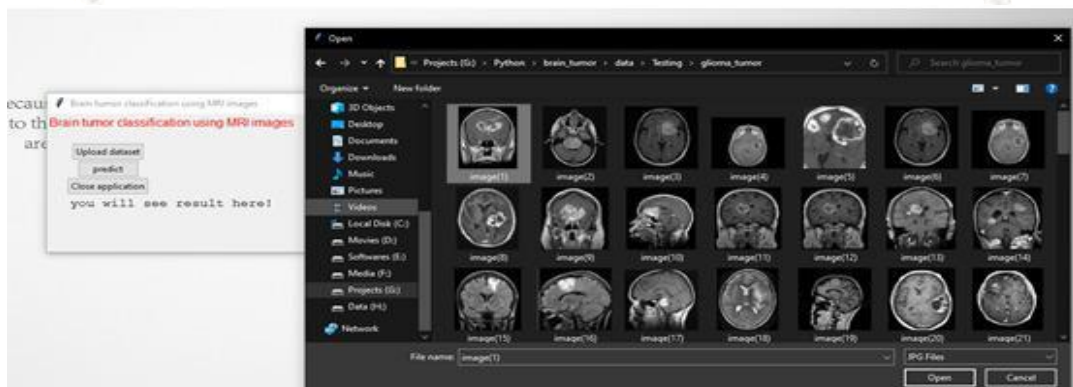 Open
Projects (G:) > Python > brain_tumor > data > Testing > glioma_tumor
Search glioma_tumor
Organize
New folder
ecau
to th
are
Brain tumor classification using MRI images
Brain tumor classification using MRI images
Upload dataset
predict
Close application
you will see result here!
3D Objects
Desktop
Documents
Downloads
Music
Pictures
Videos
Local Disk (C:)
Movies (D:)
Softwares (E:)
Media (F:)
Projects (G:)
Data (H:)
Network
image(1) image(2) image(3) image(4) image(5) image(6) image(7)
image(8) image(9) image(10) image(11) image(12) image(13) image(14)
image(15) image(16) image(17) image(18) image(19) image(20) image(21)
File name: image(1)
JPG Files
Open Cancel